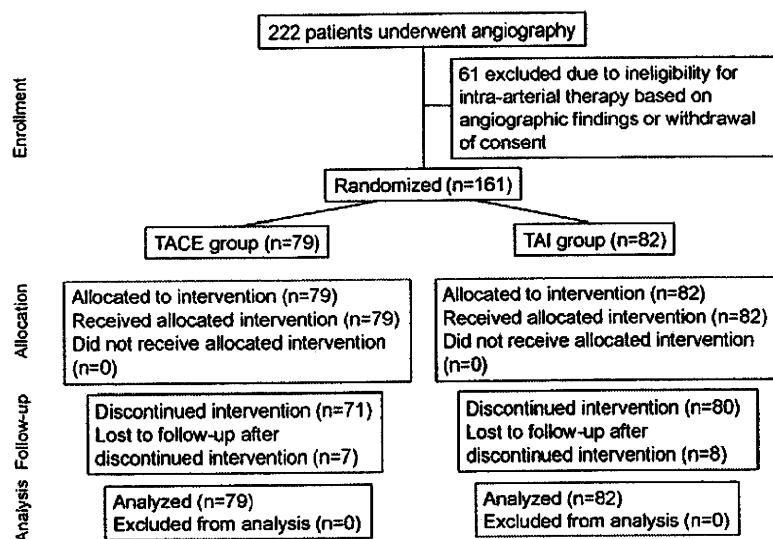 222 patients underwent angiography
61 excluded due to ineligibility for
intra-arterial therapy based on
angiographic findings or withdrawal
of consent
Enrollment
Randomized (n=161)
TACE group (n=79)
TAI group (n=82)
Allocation
Allocated to intervention (n=79)
Received allocated intervention (n=79)
Did not receive allocated intervention
(n=0)
Allocated to intervention (n=82)
Received allocated intervention (n=82)
Did not receive allocated intervention
(n=0)
Follow-up
Discontinued intervention (n=71)
Lost to follow-up after
discontinued intervention (n=7)
Discontinued intervention (n=80)
Lost to follow-up after
discontinued intervention (n=8)
Analysis
Analyzed (n=79)
Excluded from analysis (n=0)
Analyzed (n=82)
Excluded from analysis (n=0)